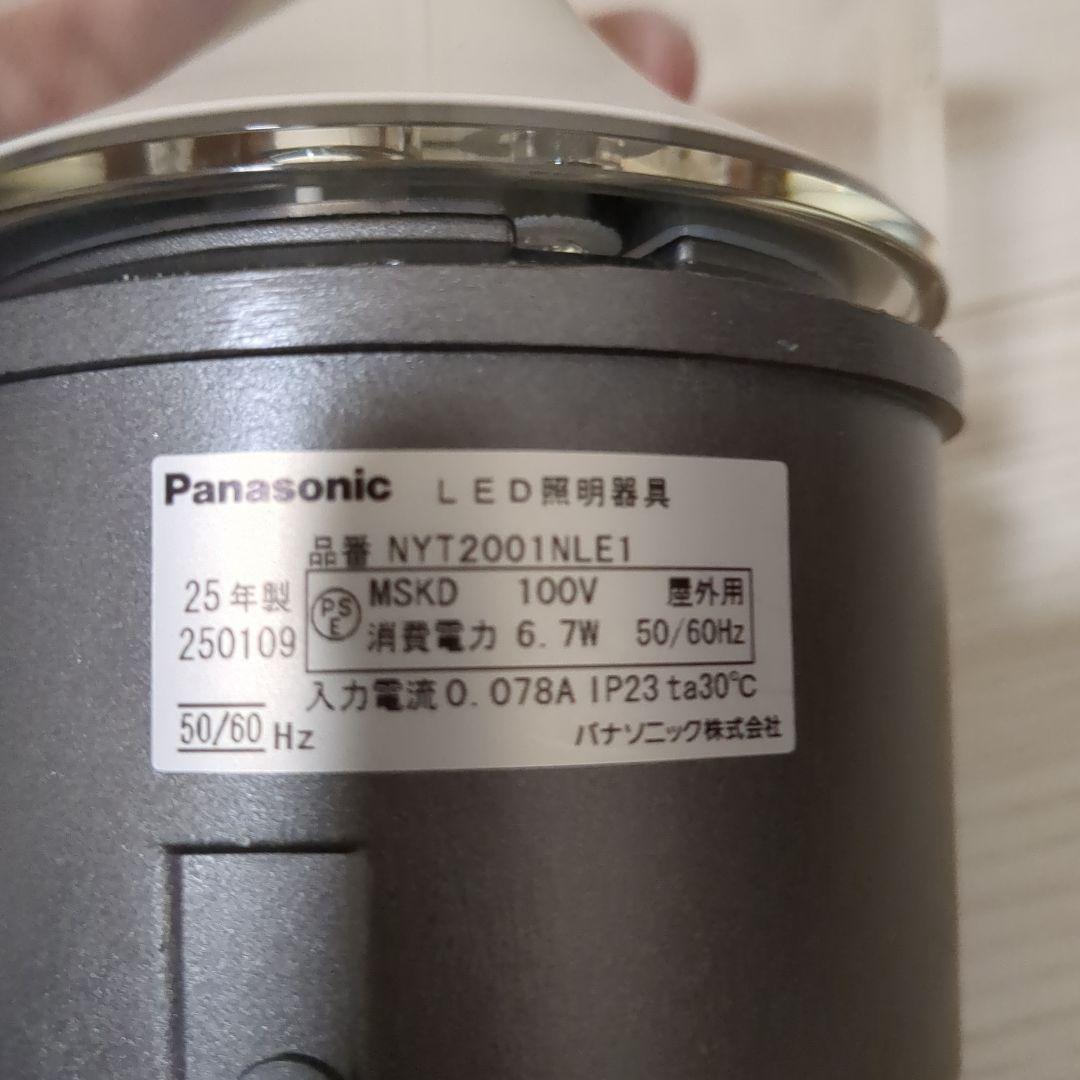 Panasonic LED照明器具
品番 NYT2001NLE1
25年製
250109
PSE MSKD 100V 屋外用
消費電力 6.7W 50/60Hz
入力電流0.078A IP23 ta30℃
50/60 Hz
パナソニック株式会社